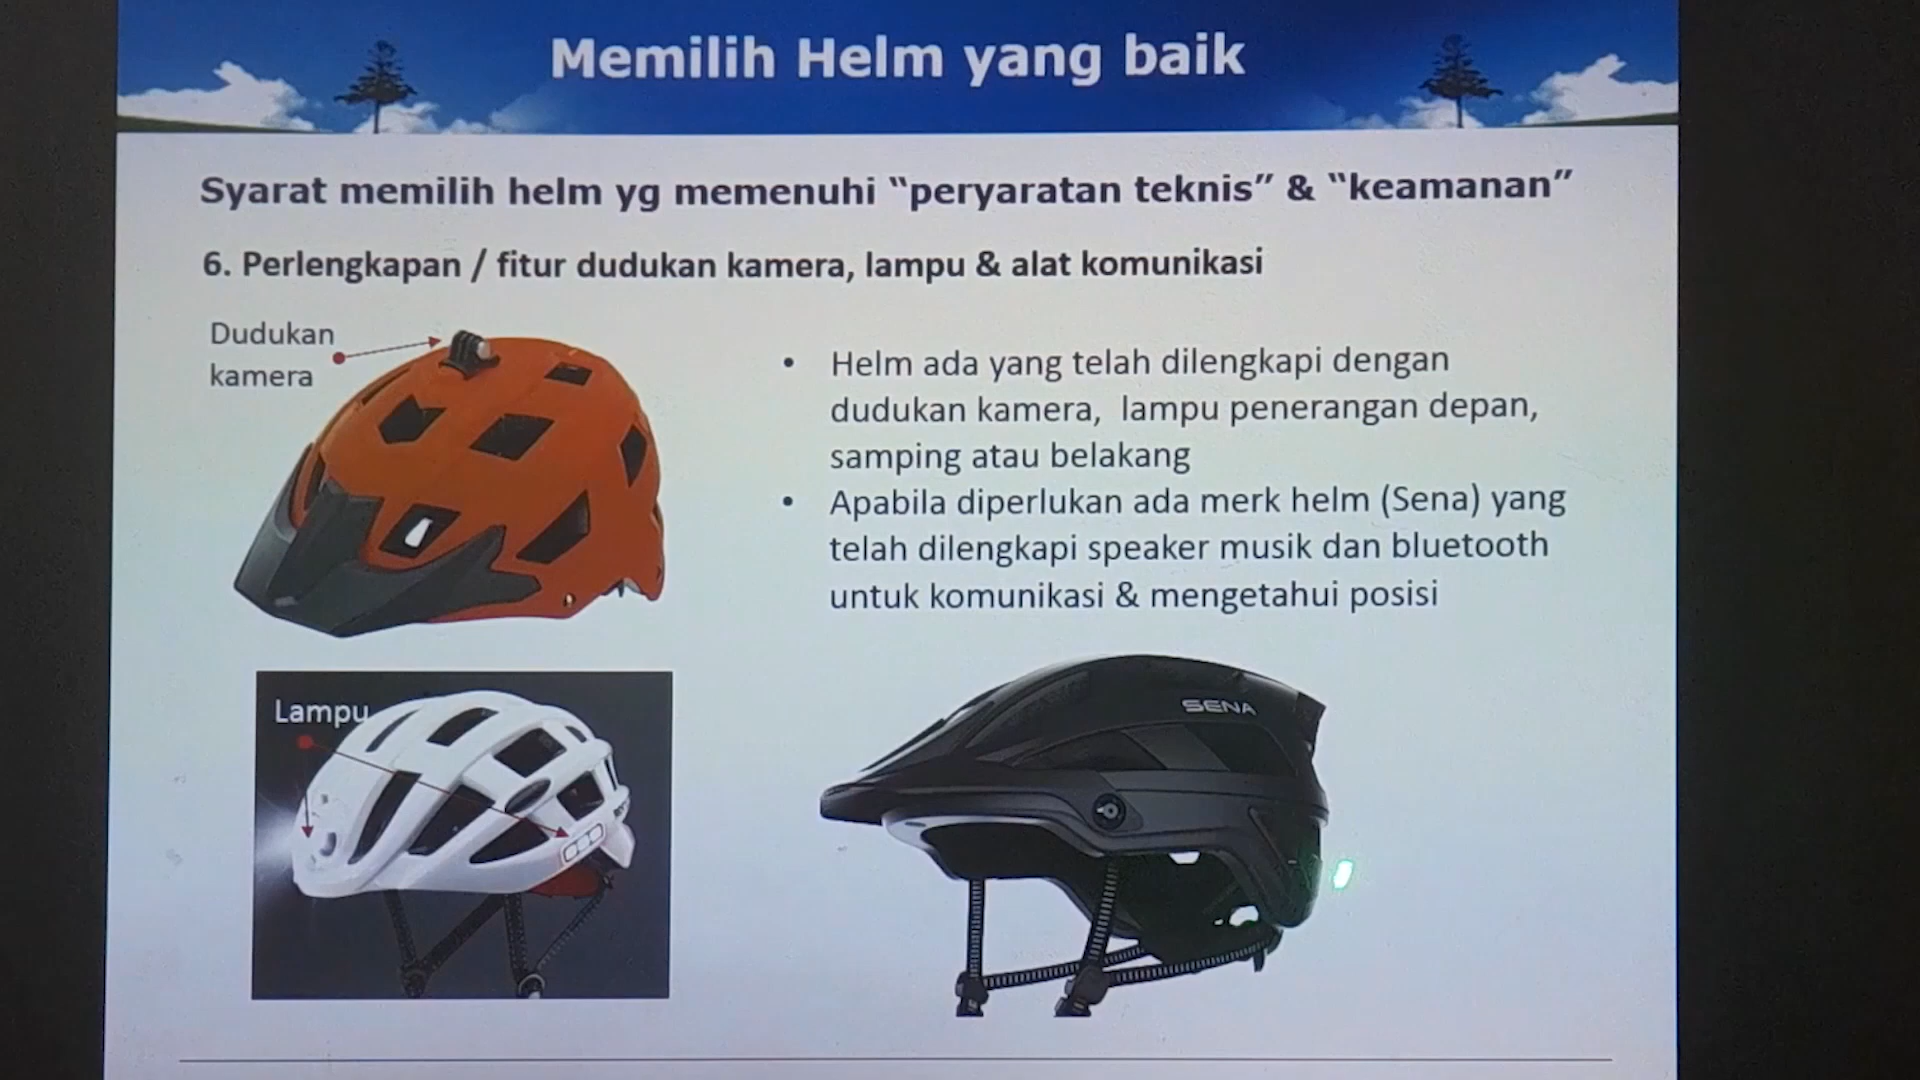 Memilih Helm yang baik
Syarat memilih helm yg memenuhi “peryaratan teknis” & “keamanan”
6. Perlengkapan / fitur dudukan kamera, lampu & alat komunikasi
Dudukan
kamera
• Helm ada yang telah dilengkapi dengan
dudukan kamera, lampu penerangan depan,
samping atau belakang
• Apabila diperlukan ada merk helm (Sena) yang
telah dilengkapi speaker musik dan bluetooth
untuk komunikasi & mengetahui posisi
Lampu
SENA